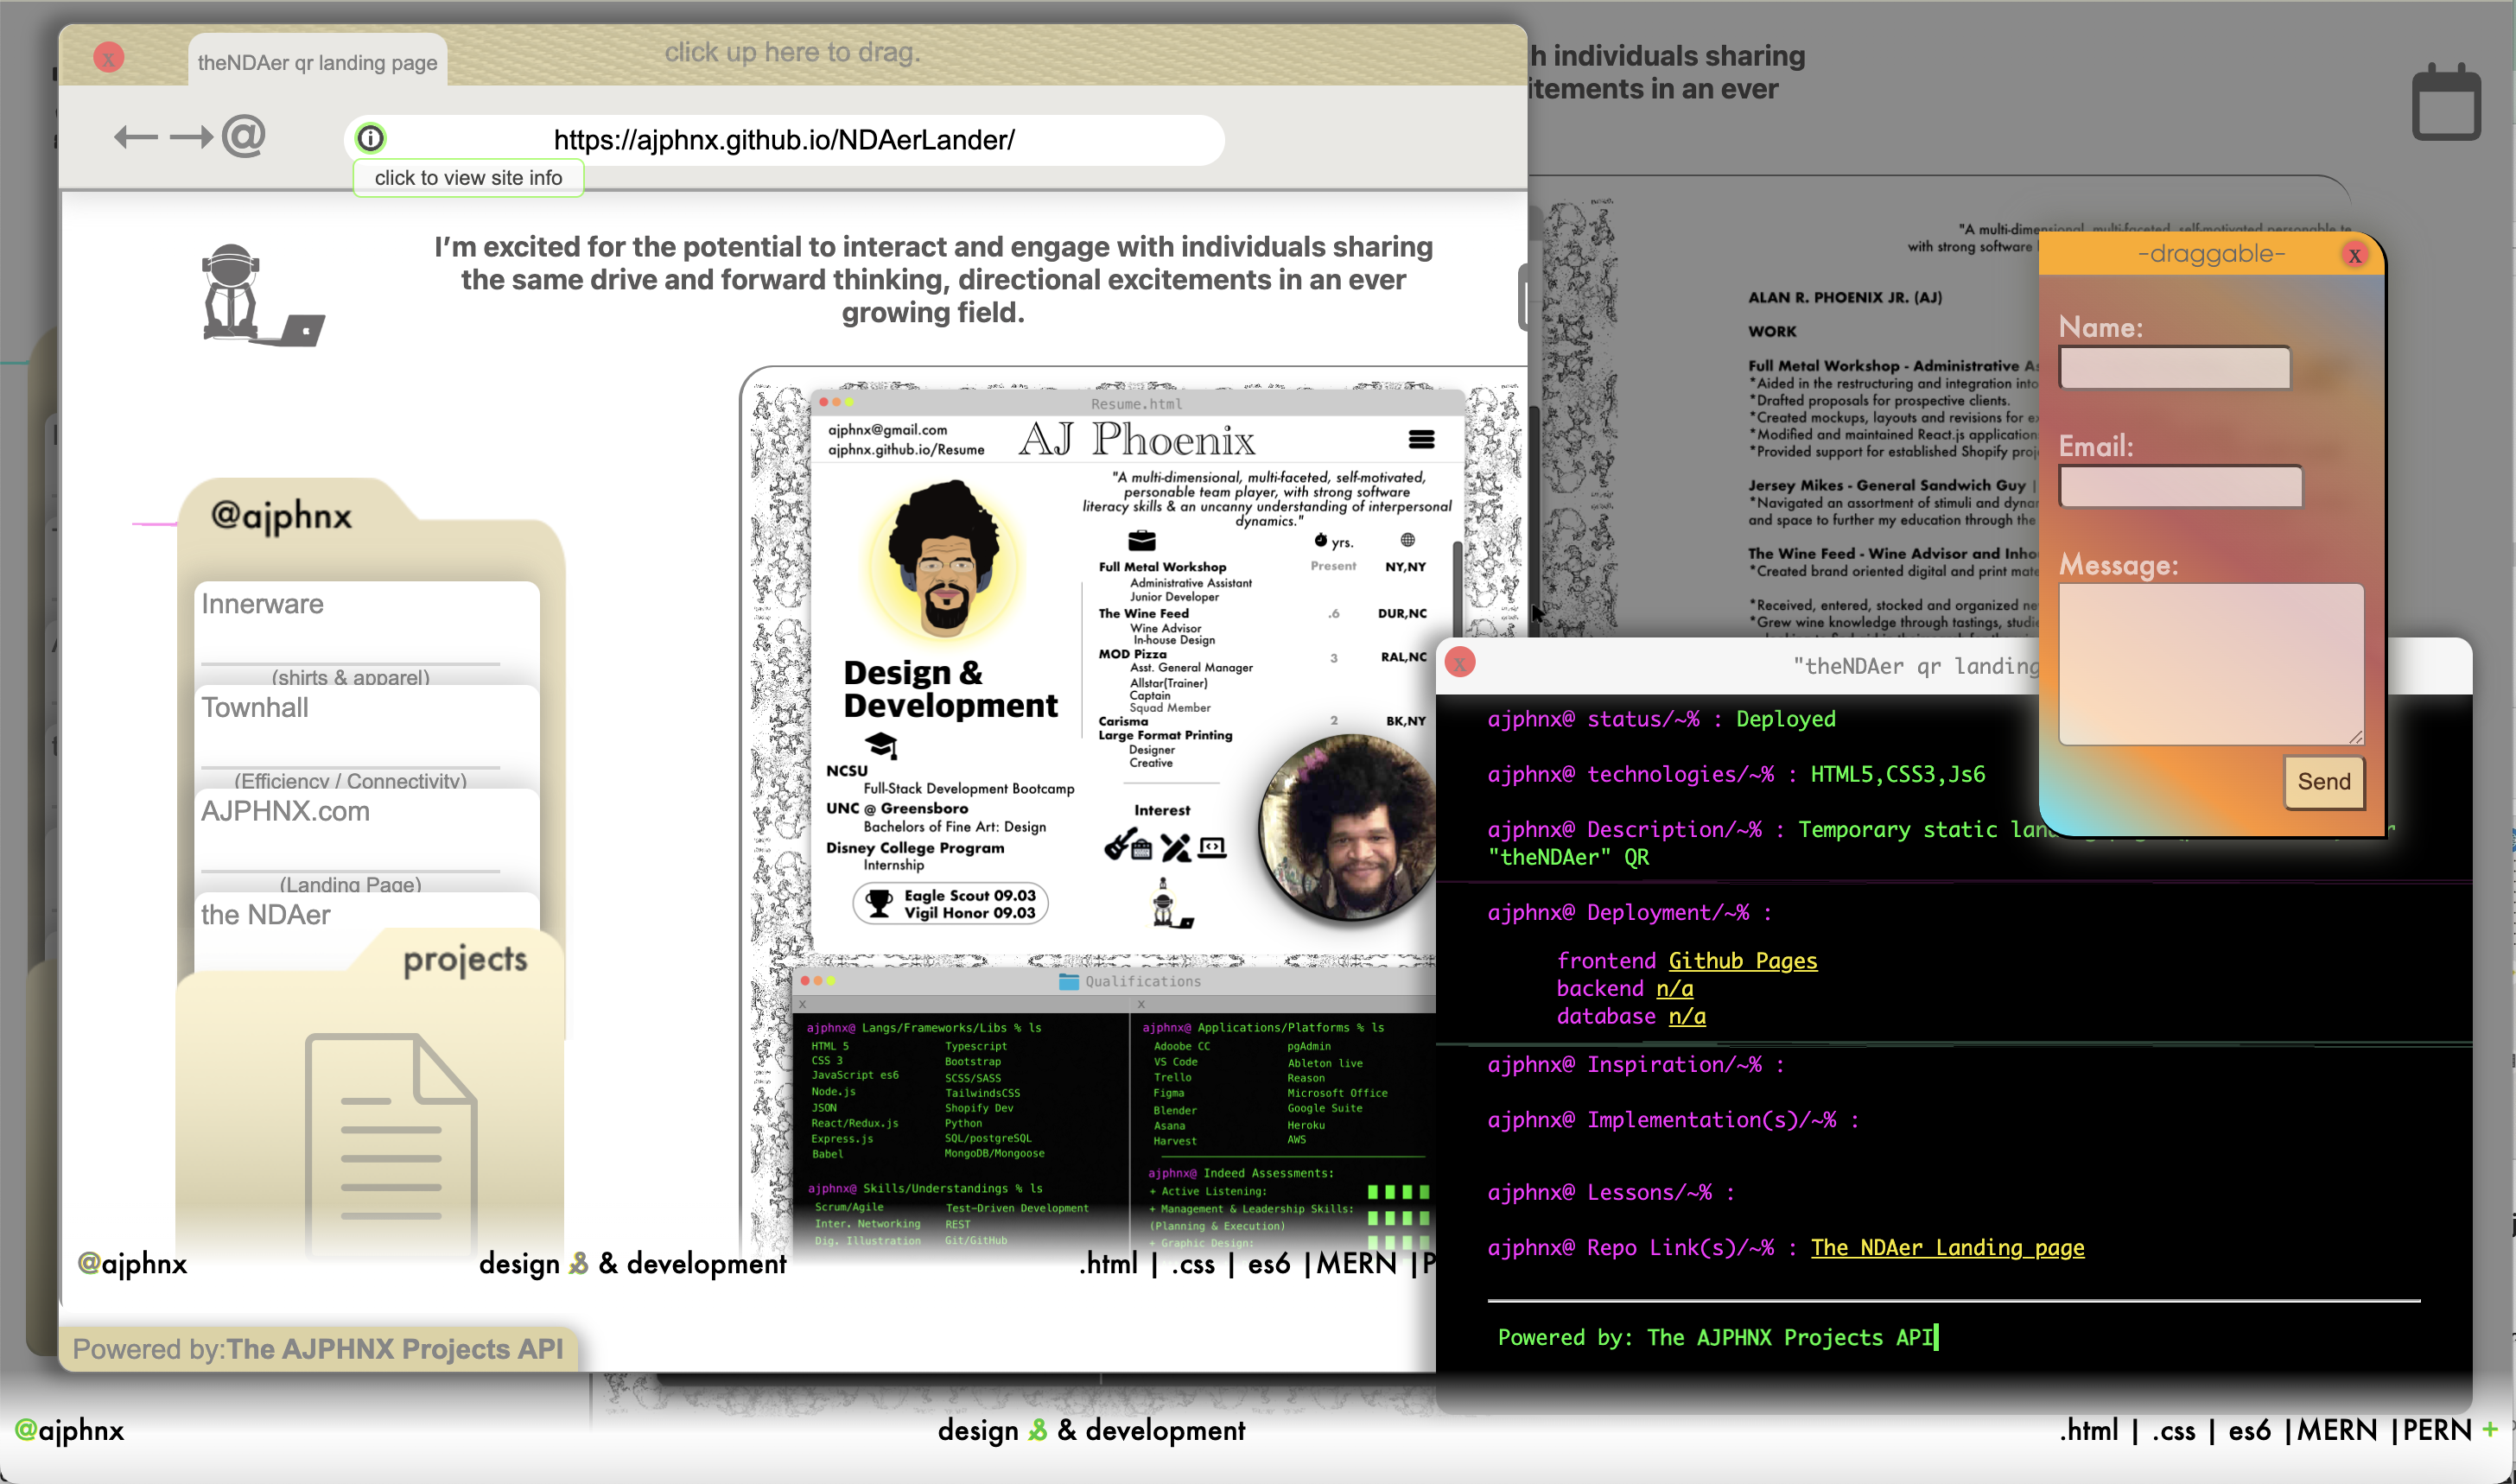 x
theNDAer qr landing page
click up here to drag.
@
https://ajphnx.github.io/NDAerLander/
click to view site info
h individuals sharing
itements in an ever
I’m excited for the potential to interact and engage with individuals sharing
the same drive and forward thinking, directional excitements in an ever
growing field.
@ajphnx
Innerware
(shirts & apparel)
Townhall
(Efficiency / Connectivity)
AJPHNX.com
(Landing Page)
the NDAer
projects
Resume.html
ajphnx@gmail.com
ajphnx.github.io/Resume
AJ Phoenix
"A multi-dimensional, multi-faceted, self-motivated,
personable team player, with strong software
literacy skills & an uncanny understanding of interpersonal
dynamics."
yrs.
Full Metal Workshop Present NY,NY
Administrative Assistant
Junior Developer
The Wine Feed .6 DUR,NC
Wine Advisor
In-house Design
MOD Pizza 3 RAL,NC
Asst. General Manager
Allstar(Trainer)
Captain
Squad Member
Carisma 2 BK,NY
Large Format Printing
Designer
Creative
Design &
Development
NCSU
Full-Stack Development Bootcamp
UNC @ Greensboro
Bachelors of Fine Art: Design
Disney College Program
Internship
Eagle Scout 09.03
Vigil Honor 09.03
Interest
Qualifications
x x
ajphnx@ Langs/Frameworks/Libs % ls
HTML 5 Typescript
CSS 3 Bootstrap
JavaScript es6 SCSS/SASS
Node.js TailwindsCSS
JSON Shopify Dev
React/Redux.js Python
Express.js SQL/postgreSQL
Babel MongoDB/Mongoose
ajphnx@ Skills/Understandings % ls
Scrum/Agile Test-Driven Development
Inter. Networking REST
Dig. Illustration Git/GitHub
ajphnx@ Applications/Platforms % ls
Adoobe CC pgAdmin
VS Code Ableton live
Trello Reason
Figma Microsoft Office
Blender Google Suite
Asana Heroku
Harvest AWS
ajphnx@ Indeed Assessments:
+ Active Listening:
+ Management & Leadership Skills:
(Planning & Execution)
+ Graphic Design:
@ajphnx
design & & development
.html | .css | es6 |MERN |P
Powered by:The AJPHNX Projects API
"A multi-dimensional, multi-faceted, self-motivated personable te
with strong software
ALAN R. PHOENIX JR. (AJ)
WORK
Full Metal Workshop - Administrative As
*Aided in the restructuring and integration into
*Drafted proposals for prospective clients.
*Created mockups, layouts and revisions for ex
*Modified and maintained React.js application
*Provided support for established Shopify proj
Jersey Mikes - General Sandwich Guy |
*Navigated an assortment of stimuli and dynar
and space to further my education through the
The Wine Feed - Wine Advisor and Inho
*Created brand oriented digital and print mate
*Received, entered, stocked and organized ne
*Grew wine knowledge through tastings, studie
-draggable-
x
Name:
Email:
Message:
Send
x
"theNDAer qr landing
ajphnx@ status/~% : Deployed
ajphnx@ technologies/~% : HTML5,CSS3,Js6
ajphnx@ Description/~% : Temporary static lan
"theNDAer" QR
ajphnx@ Deployment/~% :
frontend Github Pages
backend n/a
database n/a
ajphnx@ Inspiration/~% :
ajphnx@ Implementation(s)/~% :
ajphnx@ Lessons/~% :
ajphnx@ Repo Link(s)/~% : The NDAer Landing page
Powered by: The AJPHNX Projects API
@ajphnx
design & & development
.html | .css | es6 |MERN |PERN +